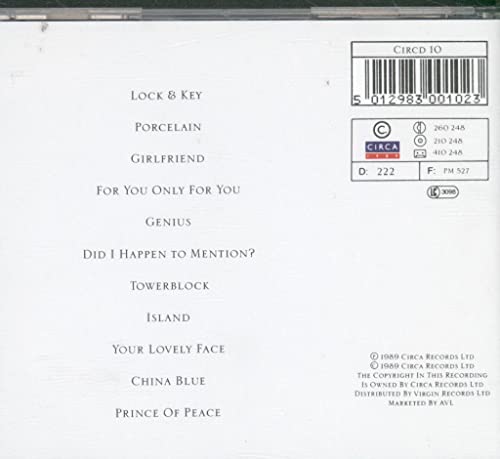 Lock & Key
Porcelain
Girlfriend
For You Only For You
Genius
Did I Happen to Mention?
Towerblock
Island
Your Lovely Face
China Blue
Prince Of Peace
Circd 10
5 012983 001023
C
CIRCA
260 248
210 248
410 248
D: 222
F: PM 527
LC 3098
℗ 1989 Circa Records Ltd
© 1989 Circa Records Ltd
The Copyright In This Recording
Is Owned By Circa Records Ltd
Distributed By Virgin Records Ltd
Marketed By AVL